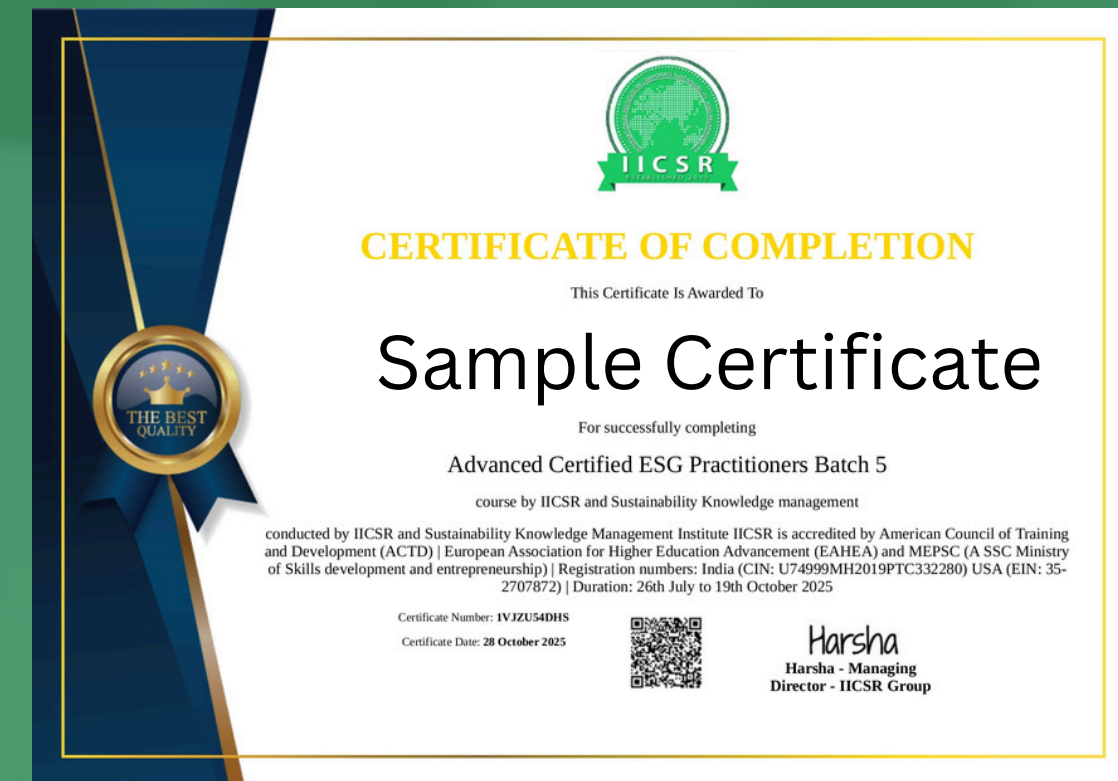 IICSR
ESTABLISHED 2015
CERTIFICATE OF COMPLETION
This Certificate Is Awarded To
Sample Certificate
THE BEST
QUALITY
For successfully completing
Advanced Certified ESG Practitioners Batch 5
course by IICSR and Sustainability Knowledge management
conducted by IICSR and Sustainability Knowledge Management Institute IICSR is accredited by American Council of Training
and Development (ACTD) | European Association for Higher Education Advancement (EAHEA) and MEPSC (A SSC Ministry
of Skills development and entrepreneurship) | Registration numbers: India (CIN: U74999MH2019PTC332280) USA (EIN: 35-
2707872) | Duration: 26th July to 19th October 2025
Certificate Number: 1VJZU54DHS
Certificate Date: 28 October 2025
Harsha
Harsha - Managing
Director - IICSR Group